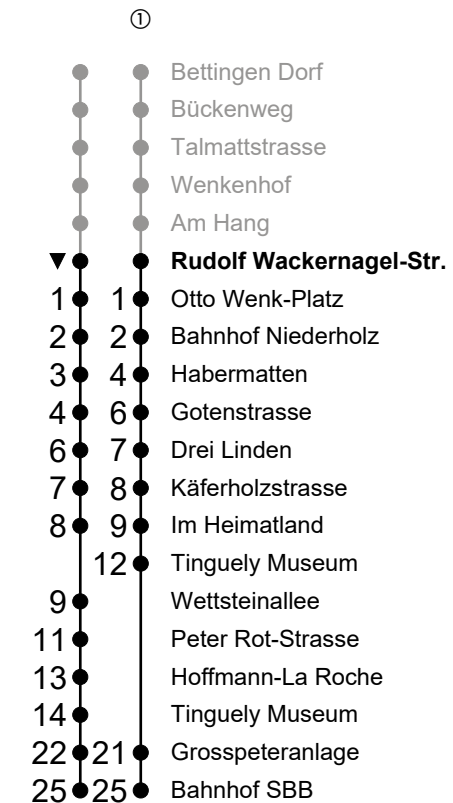 ①
Bettingen Dorf
Bückenweg
Talmattstrasse
Wenkenhof
Am Hang
▼ Rudolf Wackernagel-Str.
1 1 Otto Wenk-Platz
2 2 Bahnhof Niederholz
3 4 Habermatten
4 6 Gotenstrasse
6 7 Drei Linden
7 8 Käferholzstrasse
8 9 Im Heimatland
12 Tinguely Museum
9 Wettsteinallee
11 Peter Rot-Strasse
13 Hoffmann-La Roche
14 Tinguely Museum
22 21 Grosspeteranlage
25 25 Bahnhof SBB